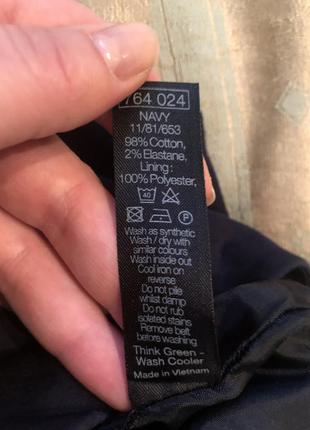 764 024
NAVY
11/81/653
98% Cotton,
2% Elastane,
Lining :
100% Polyester,
40
P
Wash as synthetic
Wash / dry with
similar colours
Wash inside out
Cool iron on
reverse
Do not pile
whilst damp
Do not rub
isolated stains
Remove belt
before washing
Think Green -
Wash Cooler
Made in Vietnam